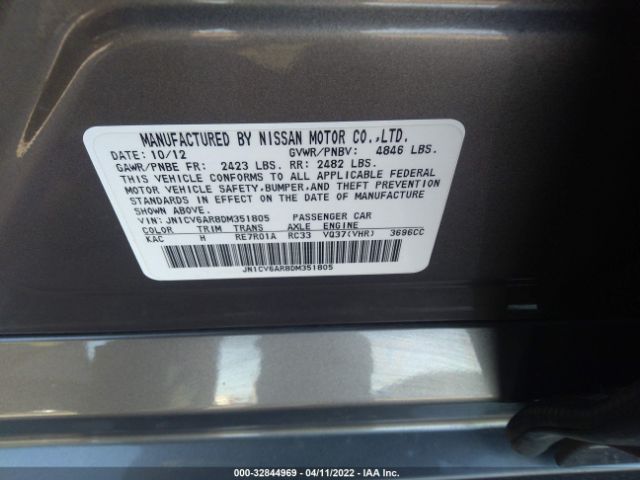 MANUFACTURED BY NISSAN MOTOR CO.,LTD.
DATE: 10/12 GVWR/PNBV: 4846 LBS.
GAWR/PNBE FR: 2423 LBS. RR: 2482 LBS.
THIS VEHICLE CONFORMS TO ALL APPLICABLE FEDERAL
MOTOR VEHICLE SAFETY,BUMPER,AND THEFT PREVENTION
STANDARDS IN EFFECT ON THE DATE OF MANUFACTURE
SHOWN ABOVE.
VIN: JN1CV6AR8DM351805 PASSENGER CAR
COLOR TRIM TRANS AXLE ENGINE
KAC H RE7R01A RC33 VQ37(VHR) 3696CC
JN1CV6AR8DM351805
000-32844969 - 04/11/2022 - IAA Inc.